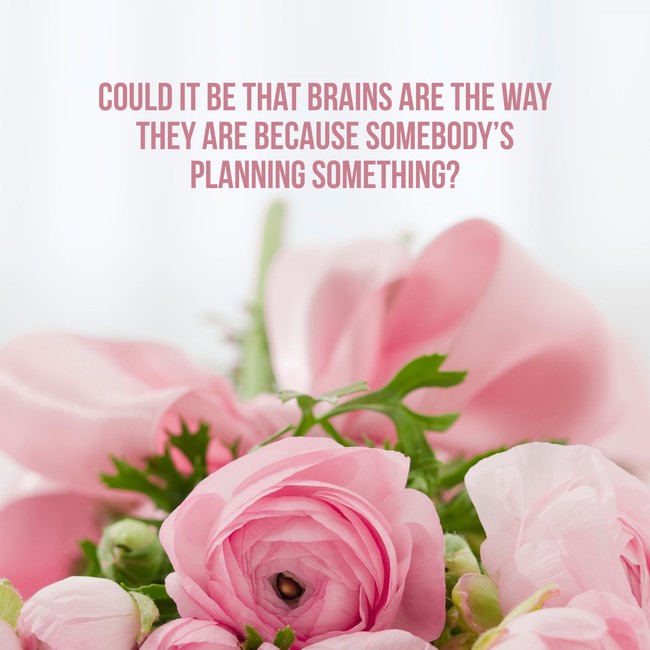 COULD IT BE THAT BRAINS ARE THE WAY
THEY ARE BECAUSE SOMEBODY’S
PLANNING SOMETHING?